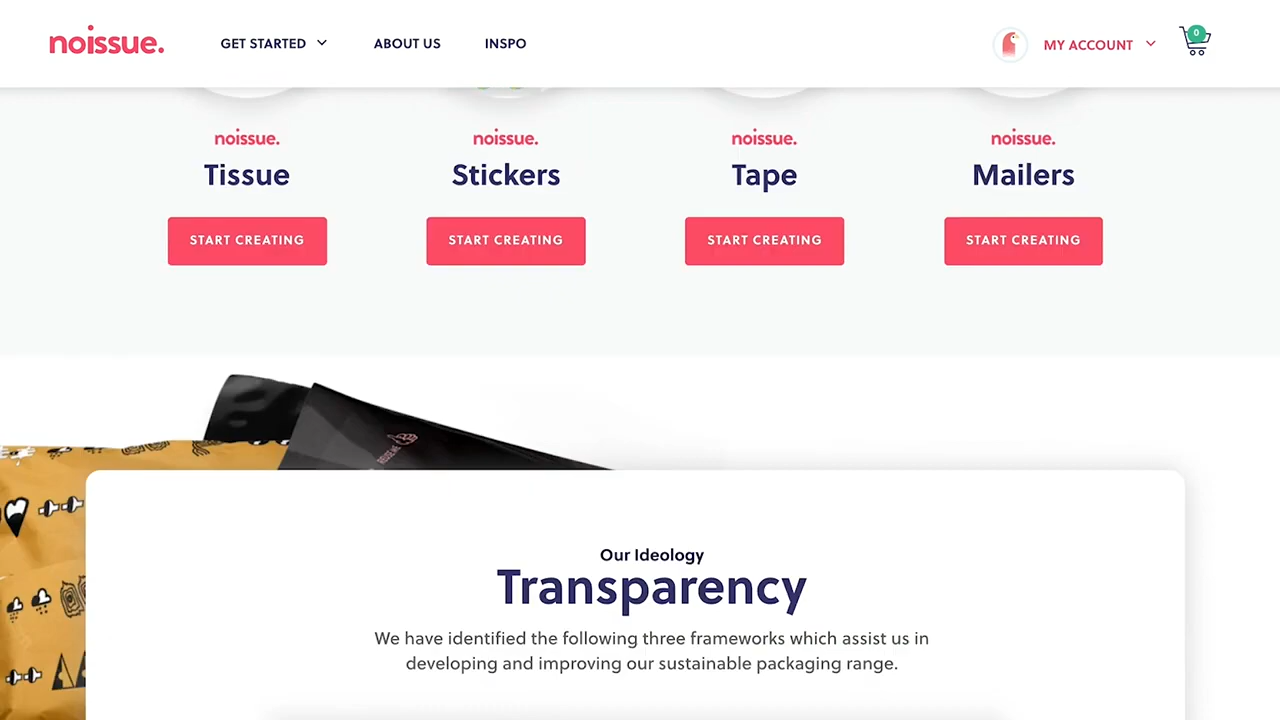 noissue.
GET STARTED
ABOUT US
INSPO
MY ACCOUNT
0
noissue.
Tissue
START CREATING
noissue.
Stickers
START CREATING
noissue.
Tape
START CREATING
noissue.
Mailers
START CREATING
REUSE ME
Our Ideology
Transparency
We have identified the following three frameworks which assist us in
developing and improving our sustainable packaging range.